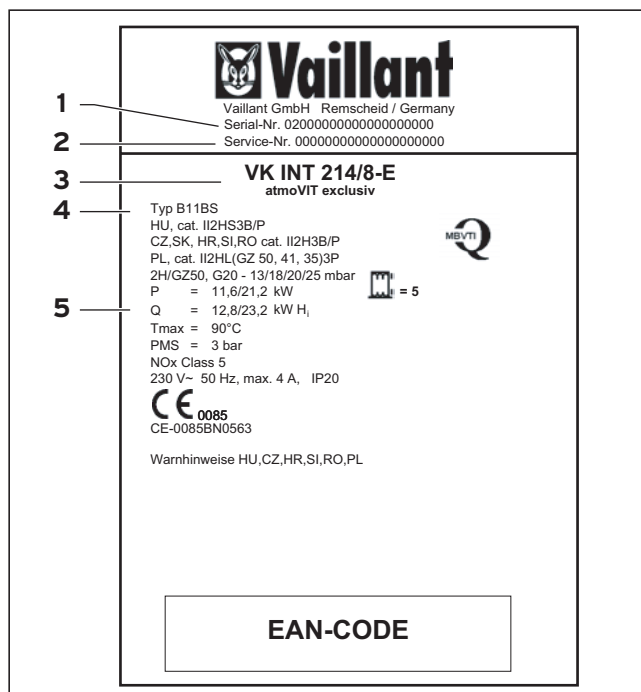 Vaillant
Vaillant GmbH Remscheid / Germany
1 Serial-Nr. 02000000000000000000
2 Service-Nr. 00000000000000000000
3 VK INT 214/8-E
atmoVIT exclusiv
4 Typ B11BS
HU, cat. II2HS3B/P
CZ,SK, HR,SI,RO cat. II2H3B/P
MBVTI
PL, cat. II2HL(GZ 50, 41, 35)3P
2H/GZ50, G20 - 13/18/20/25 mbar
P = 11,6/21,2 kW = 5
5 Q = 12,8/23,2 kW Hi
Tmax = 90°C
PMS = 3 bar
NOx Class 5
230 V~ 50 Hz, max. 4 A, IP20
CE 0085
CE-0085BN0563
Warnhinweise HU,CZ,HR,SI,RO,PL
EAN-CODE